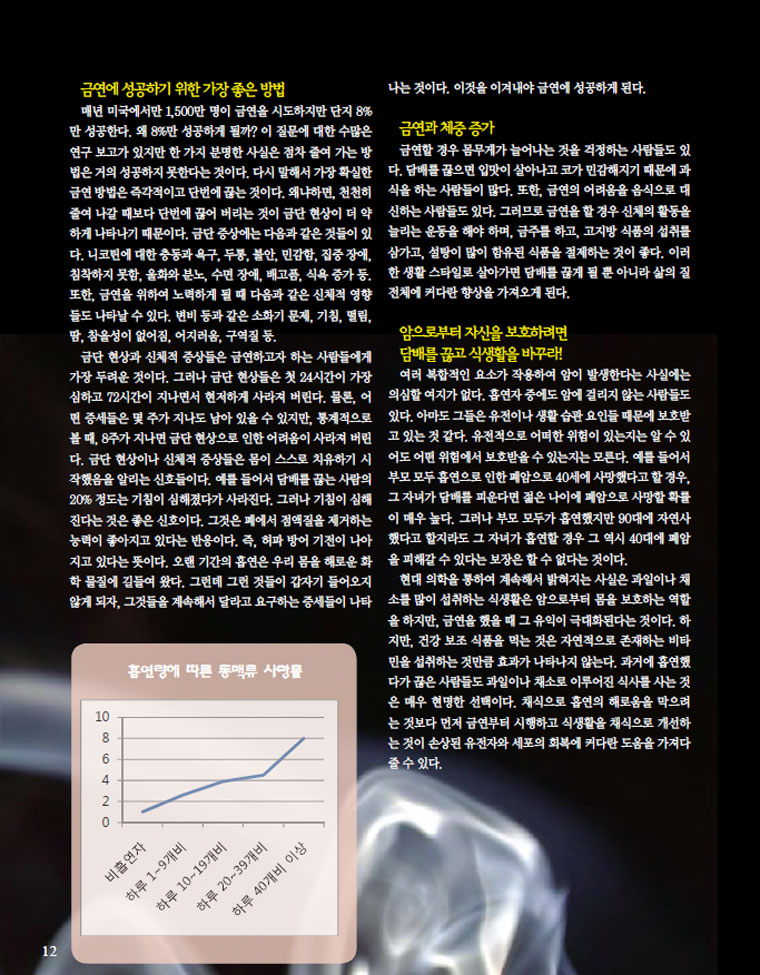 금연에 성공하기 위한 가장 좋은 방법
매년 미국에서만 1,500만 명이 금연을 시도하지만 단지 8%
만 성공한다. 왜 8%만 성공하게 될까? 이 질문에 대한 수많은
연구 보고가 있지만 한 가지 분명한 사실은 점차 줄여 가는 방
법은 거의 성공하지 못한다는 것이다. 다시 말해서 가장 확실한
금연 방법은 즉각적이고 단번에 끊는 것이다. 왜냐하면, 천천히
줄여 나갈 때보다 단번에 끊어 버리는 것이 금단 현상이 더 약
하게 나타나기 때문이다. 금단 증상에는 다음과 같은 것들이 있
다. 니코틴에 대한 충동과 욕구, 두통, 불안, 민감함, 집중 장애,
침착하지 못함, 울화와 분노, 수면 장애, 배고픔, 식욕 증가 등.
또한, 금연을 위하여 노력하게 될 때 다음과 같은 신체적 영향
들도 나타날 수 있다. 변비 등과 같은 소화기 문제, 기침, 떨림,
땀, 참을성이 없어짐, 어지러움, 구역질 등.
금단 현상과 신체적 증상들은 금연하고자 하는 사람들에게
가장 두려운 것이다. 그러나 금단 현상들은 첫 24시간이 가장
심하고 72시간이 지나면서 현저하게 사라져 버린다. 물론, 어
떤 증세들은 몇 주가 지나도 남아 있을 수 있지만, 통계적으로
볼 때, 8주가 지나면 금단 현상으로 인한 어려움이 사라져 버린
다. 금단 현상이나 신체적 증상들은 몸이 스스로 치유하기 시
작했음을 알리는 신호들이다. 예를 들어서 담배를 끊는 사람의
20% 정도는 기침이 심해졌다가 사라진다. 그러나 기침이 심해
진다는 것은 좋은 신호이다. 그것은 폐에서 점액질을 제거하는
능력이 좋아지고 있다는 반응이다. 즉, 허파 방어 기전이 나아
지고 있다는 뜻이다. 오랜 기간의 흡연은 우리 몸을 해로운 화
학 물질에 길들여 왔다. 그런데 그런 것들이 갑자기 들어오지
않게 되자, 그것들을 계속해서 달라고 요구하는 증세들이 나타
나는 것이다. 이것을 이겨내야 금연에 성공하게 된다.
금연과 체중 증가
금연할 경우 몸무게가 늘어나는 것을 걱정하는 사람들도 있
다. 담배를 끊으면 입맛이 살아나고 코가 민감해지기 때문에 과
식을 하는 사람들이 많다. 또한, 금연의 어려움을 음식으로 대
신하는 사람들도 있다. 그러므로 금연을 할 경우 신체의 활동을
늘리는 운동을 해야 하며, 금주를 하고, 고지방 식품의 섭취를
삼가고, 설탕이 많이 함유된 식품을 절제하는 것이 좋다. 이러
한 생활 스타일로 살아가면 담배를 끊게 될 뿐 아니라 삶의 질
전체에 커다란 향상을 가져오게 된다.
암으로부터 자신을 보호하려면
담배를 끊고 식생활을 바꾸라!
여러 복합적인 요소가 작용하여 암이 발생한다는 사실에는
의심할 여지가 없다. 흡연자 중에도 암에 걸리지 않는 사람들도
있다. 아마도 그들은 유전이나 생활 습관 요인들 때문에 보호받
고 있는 것 같다. 유전적으로 어떠한 위험이 있는지는 알 수 있
어도 어떤 위험에서 보호받을 수 있는지는 모른다. 예를 들어서
부모 모두 흡연으로 인한 폐암으로 40세에 사망했다고 할 경우,
그 자녀가 담배를 피운다면 젊은 나이에 폐암으로 사망할 확률
이 매우 높다. 그러나 부모 모두가 흡연했지만 90대에 자연사
했다고 할지라도 그 자녀가 흡연할 경우 그 역시 40대에 폐암
을 피해갈 수 있다는 보장은 할 수 없다는 것이다.
현대 의학을 통하여 계속해서 밝혀지는 사실은 과일이나 채
소를 많이 섭취하는 식생활은 암으로부터 몸을 보호하는 역할
을 하지만, 금연을 했을 때 그 유익이 극대화된다는 것이다. 하
지만, 건강 보조 식품을 먹는 것은 자연적으로 존재하는 비타
민을 섭취하는 것만큼 효과가 나타나지 않는다. 과거에 흡연했
다가 끊은 사람들도 과일이나 채소로 이루어진 식사를 사는 것
은 매우 현명한 선택이다. 채식으로 흡연의 해로움을 막으려
는 것보다 먼저 금연부터 시행하고 식생활을 채식으로 개선하
는 것이 손상된 유전자와 세포의 회복에 커다란 도움을 가져다
줄 수 있다.
흡연량에 따른 동맥류 사망률
10
8
6
4
2
0
비흡연자
하루 1~9개비
하루 10~19개비
하루 20~39개비
하루 40개비 이상
12